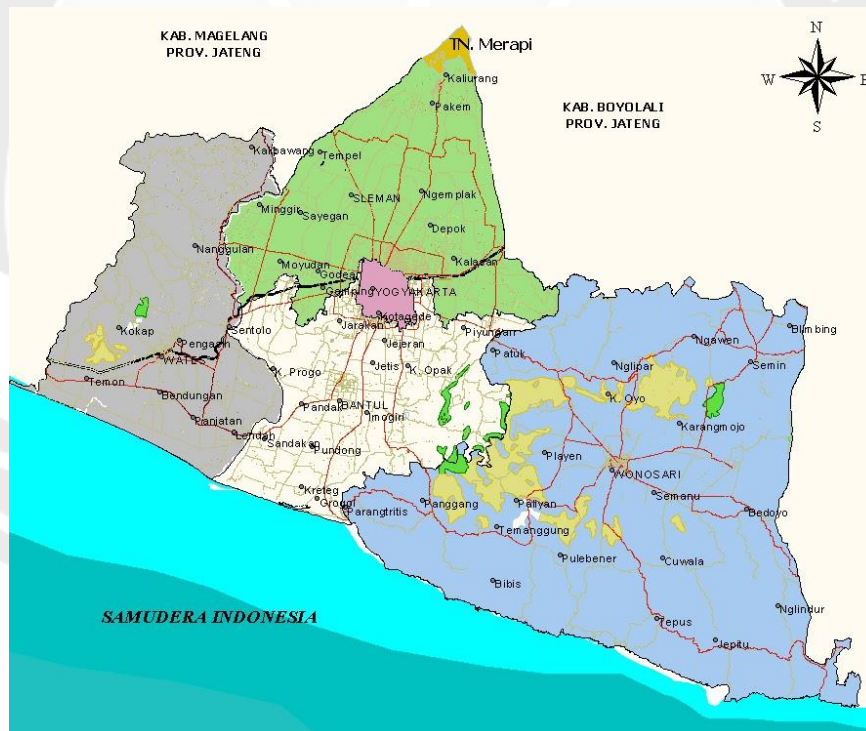 KAB. MAGELANG
PROV. JATENG
TN. Merapi
N
W
E
S
Kaliurang
Pakem
KAB. BOYOLALI
PROV. JATENG
Kalibawang
Tempel
SLEMAN
Ngemplak
Minggir
Sayegan
Depok
Nanggulan
Moyudan
Godean
Kalasan
Gamping
YOGYAKARTA
Kokap
Pengasih
Sentolo
Jarakan
Kotagede
Piyungan
Jejeran
Patuk
Ngawen
Blimbing
WATES
Temon
K. Progo
Jetis
K. Opak
Nglipar
Semin
Bandungan
Pandak
BANTUL
Imogiri
K. Oyo
Panjatan
Lendah
Sandakan
Pundong
Karangmojo
Playen
WONOSARI
Kreteg
Grogol
Parangtritis
Panggang
Paliyan
Semanu
Bedoyo
Temanggung
Pulebener
Cuwala
Bibis
SAMUDERA INDONESIA
Tepus
Nglindur
Jepitu